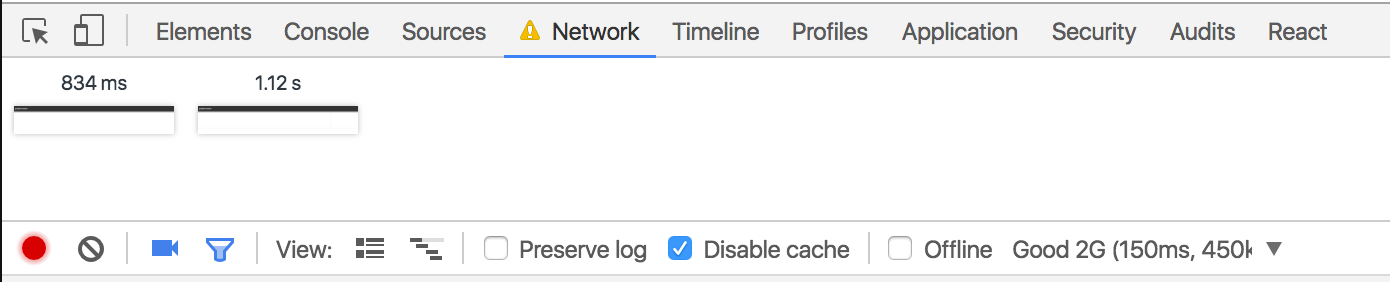 Elements Console Sources Network Timeline Profiles Application Security Audits React
834 ms 1.12 s
View: Preserve log Disable cache Offline Good 2G (150ms, 450k